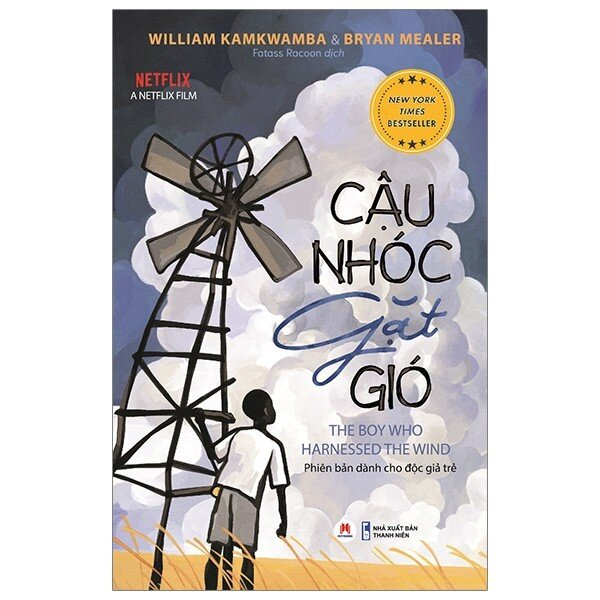 WILLIAM KAMKWAMBA & BRYAN MEALER
Fatass Racoon dịch
NETFLIX
A NETFLIX FILM
NEW YORK
TIMES
BESTSELLER
CẬU
NHÓC
Gặt
GIÓ
THE BOY WHO
HARNESSED THE WIND
Phiên bản dành cho độc giả trẻ
HUYHOANG
NHÀ XUẤT BẢN
THANH NIÊN